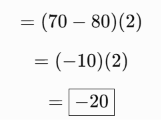 = (70 − 80)(2)
= (−10)(2)
= −20